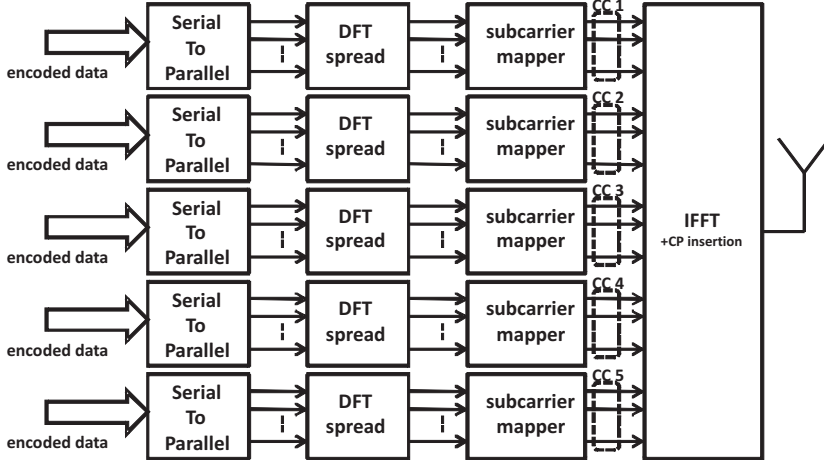 CC 1
Serial
To
Parallel
DFT
spread
subcarrier
mapper
encoded data
CC 2
Serial
To
Parallel
DFT
spread
subcarrier
mapper
encoded data
CC 3
Serial
To
Parallel
DFT
spread
subcarrier
mapper
encoded data
IFFT
+CP insertion
CC 4
Serial
To
Parallel
DFT
spread
subcarrier
mapper
encoded data
CC 5
Serial
To
Parallel
DFT
spread
subcarrier
mapper
encoded data